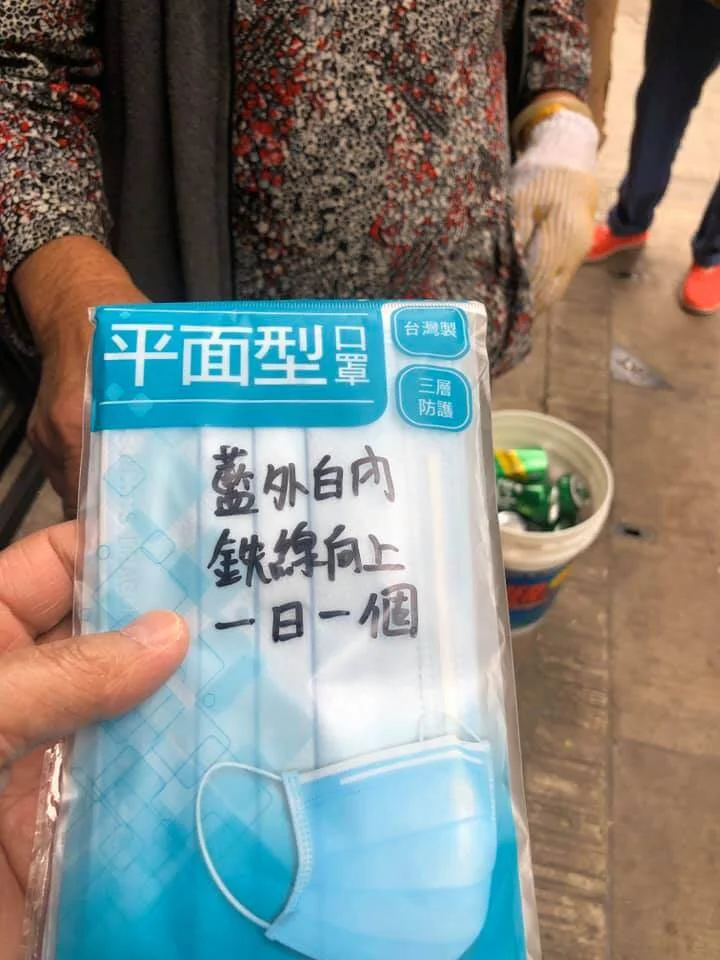 平面型口罩
台灣製
三層
防護
藍外白內
鉄線向上
一日一個